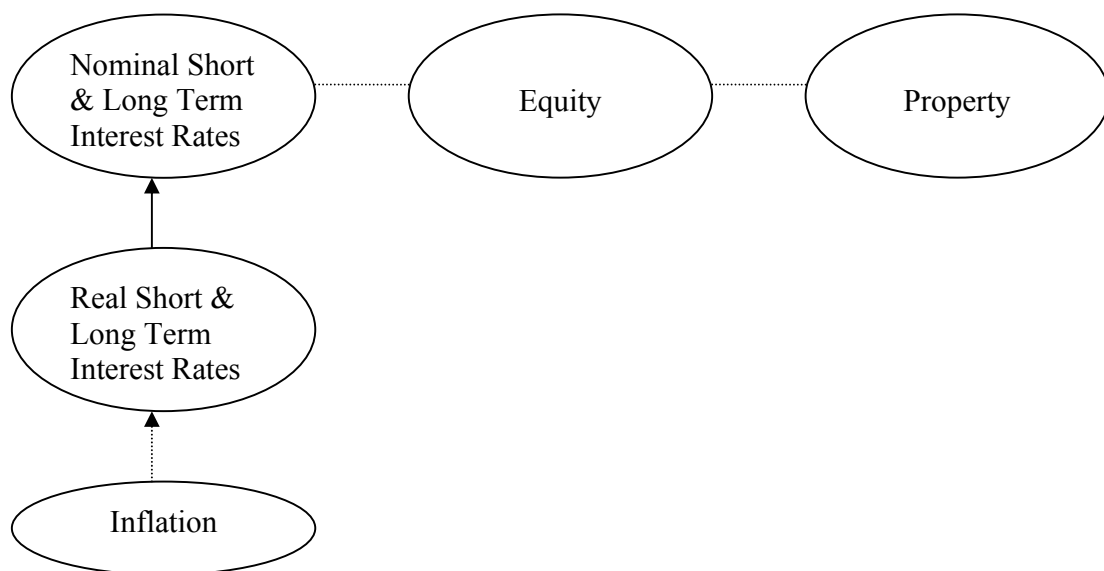 Nominal Short
& Long Term
Interest Rates
Equity
Property
Real Short &
Long Term
Interest Rates
Inflation